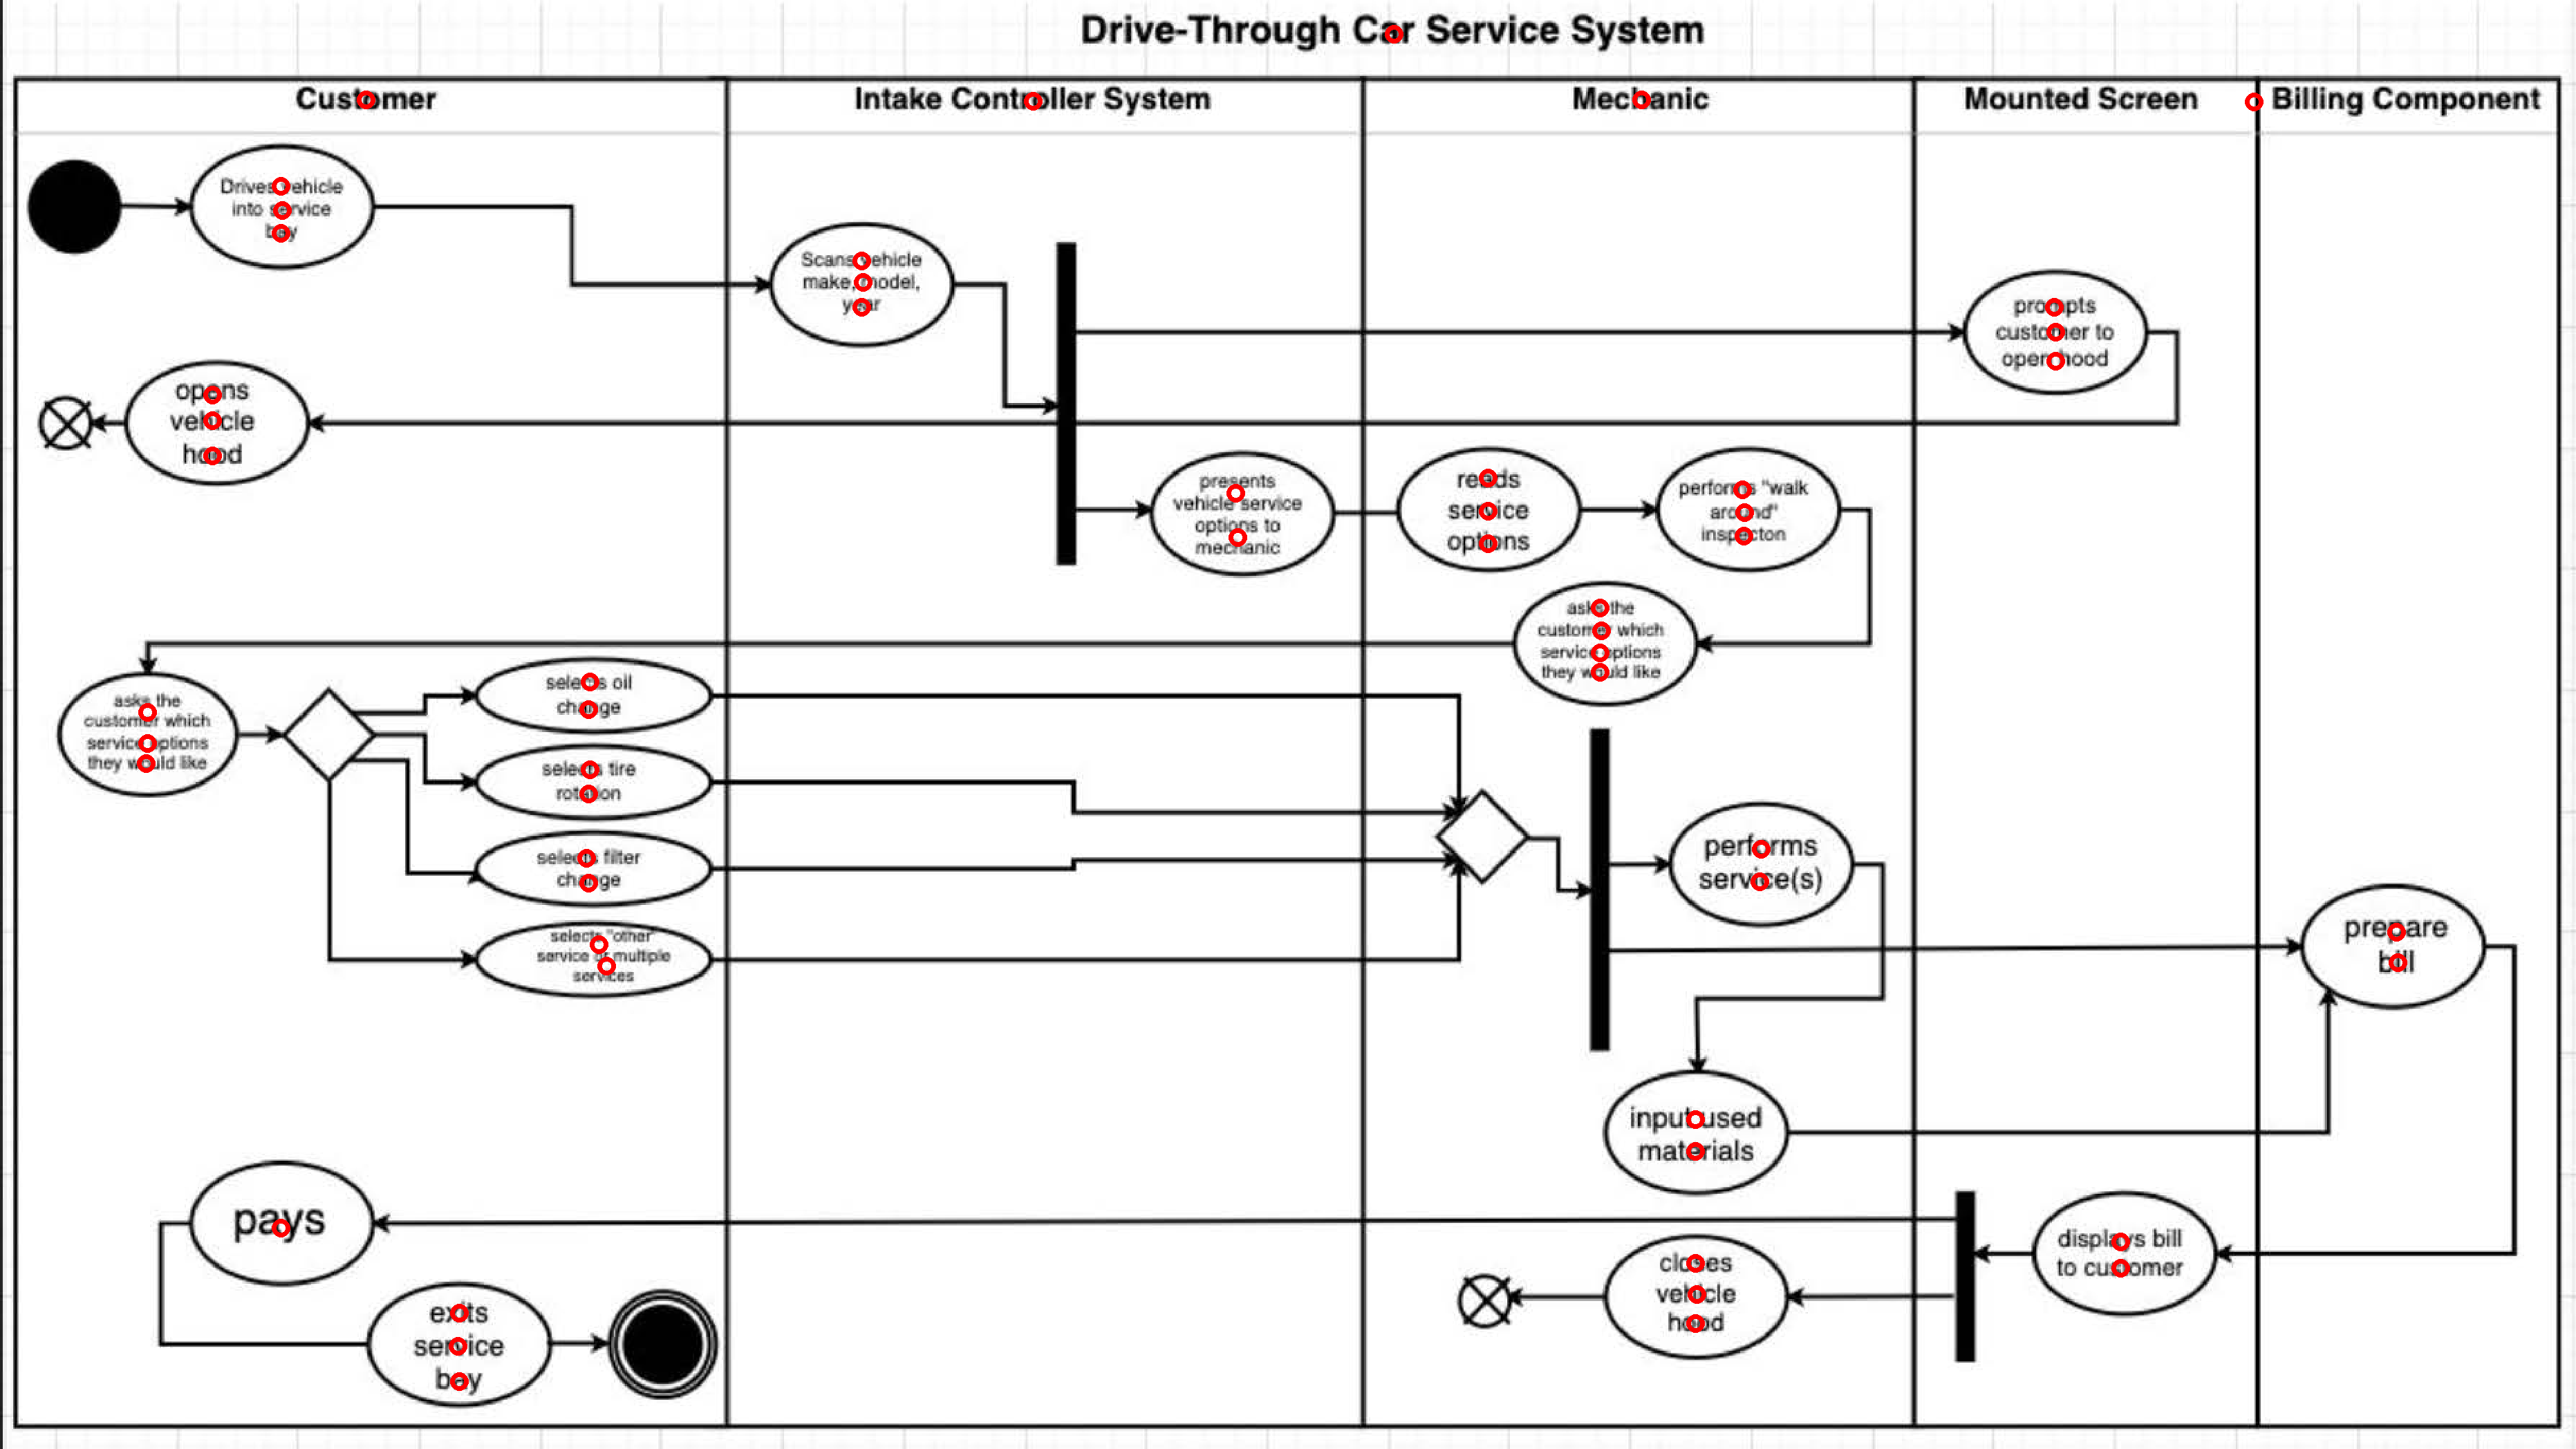 Drive-Through Car Service System
Customer
Intake Controller System
Mechanic
Mounted Screen
Billing Component
Drives vehicle
into service
bay
Scans vehicle
make, model,
year
prompts
customer to
open hood
opens
vehicle
hood
presents
vehicle service
options to
mechanic
reads
service
options
performs "walk
around"
inspecton
asks the
customer which
service options
they would like
asks the
customer which
service options
they would like
selects oil
change
selects tire
rotation
selects filter
change
selects "other"
service or multiple
services
performs
service(s)
prepare
bill
input used
materials
pays
displays bill
to customer
closes
vehicle
hood
exits
service
bay